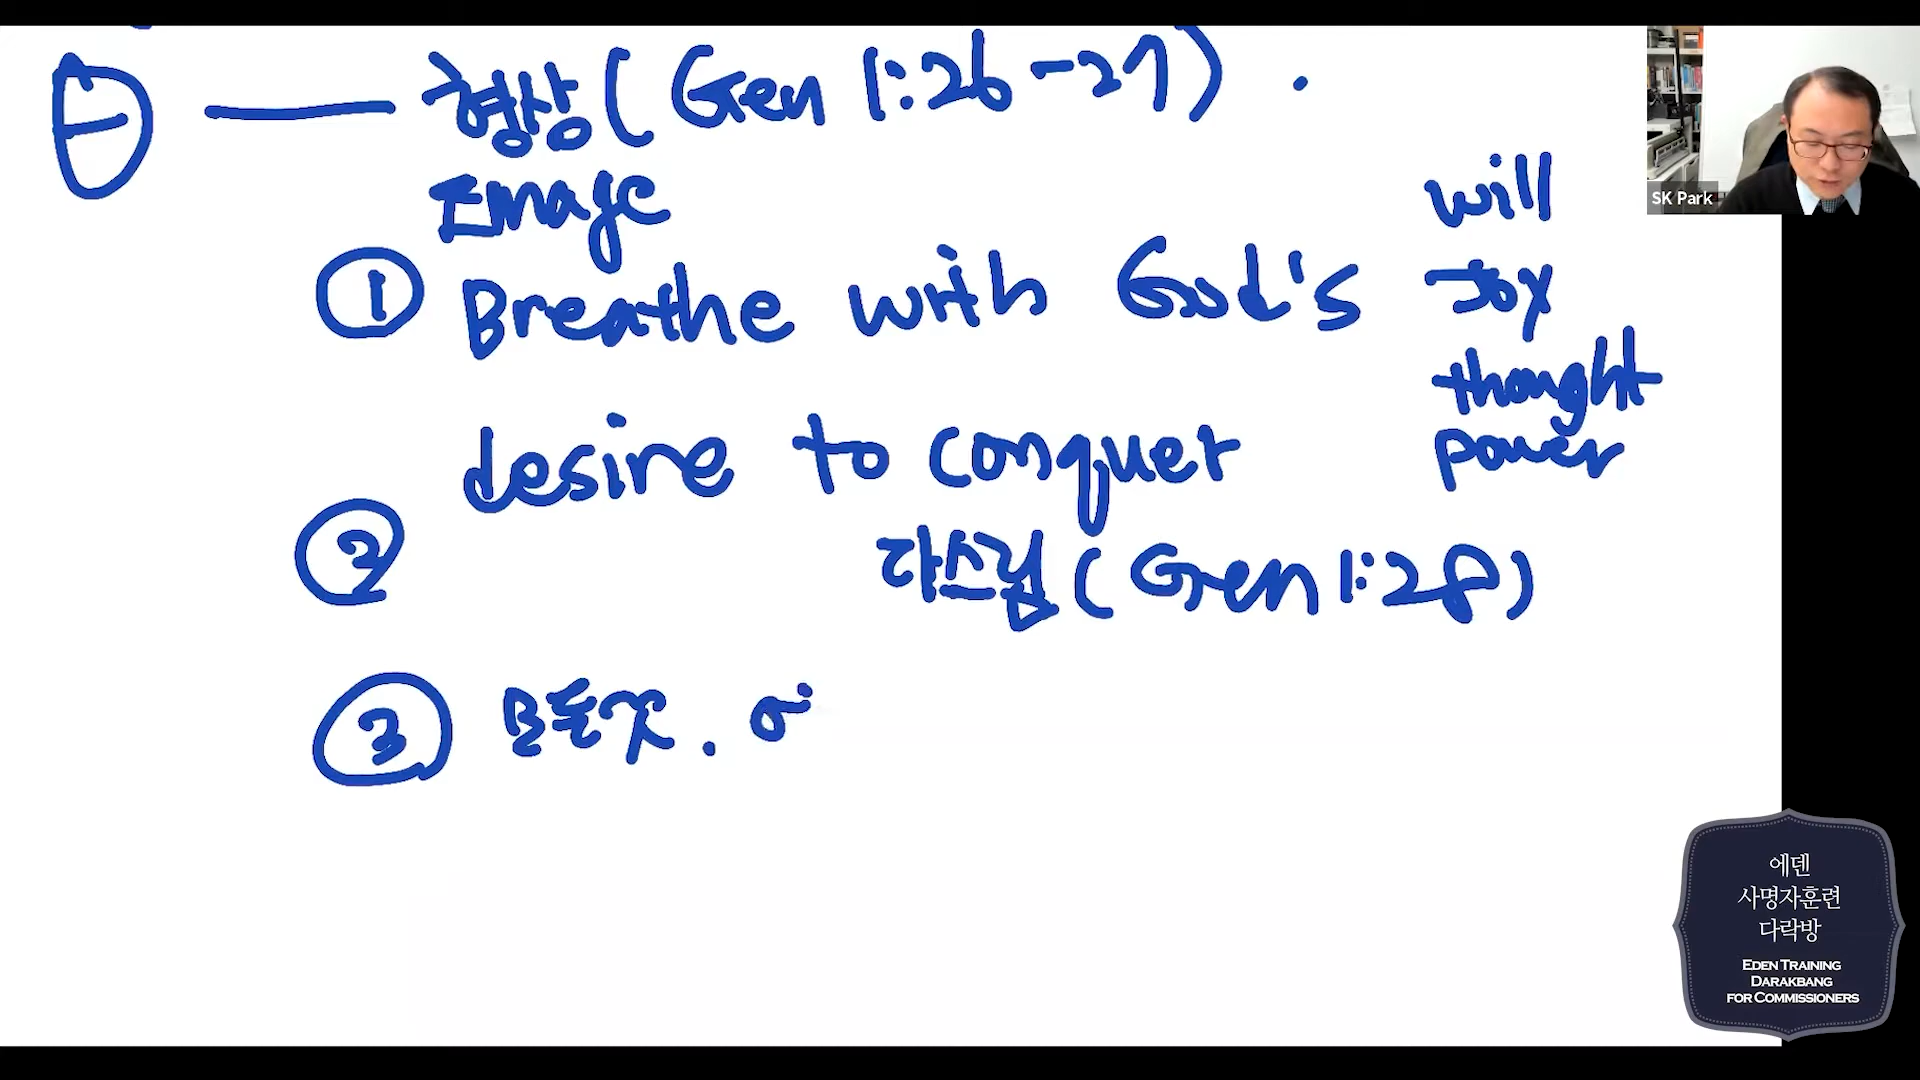 형상 (Gen 1:26-27).
Image
will
① Breathe with God's
Joy
thought
desire to conquer
power
②
다스림 (Gen 1:28)
③ 모든 것.
SK Park
에덴
사명자훈련
다락방
EDEN TRAINING
DARAKBANG
FOR COMMISSIONERS